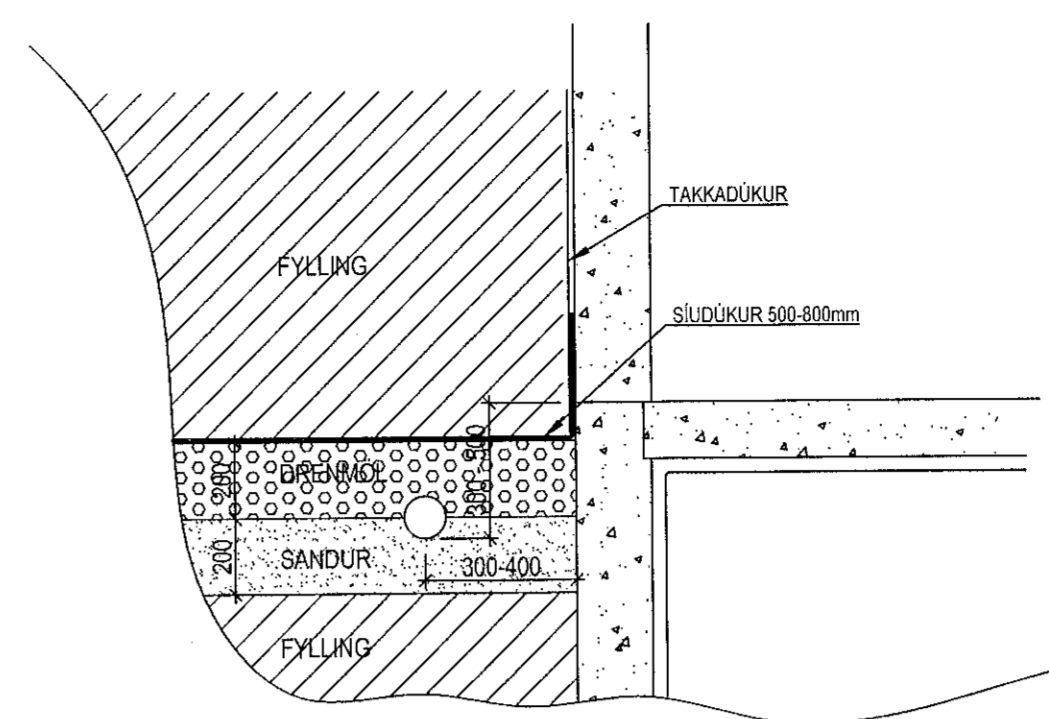 TAKKADÚKUR
FYLLING
SÍUDÚKUR 500-800mm
200
DRENMÖL
SANDUR
200
300-400
FYLLING